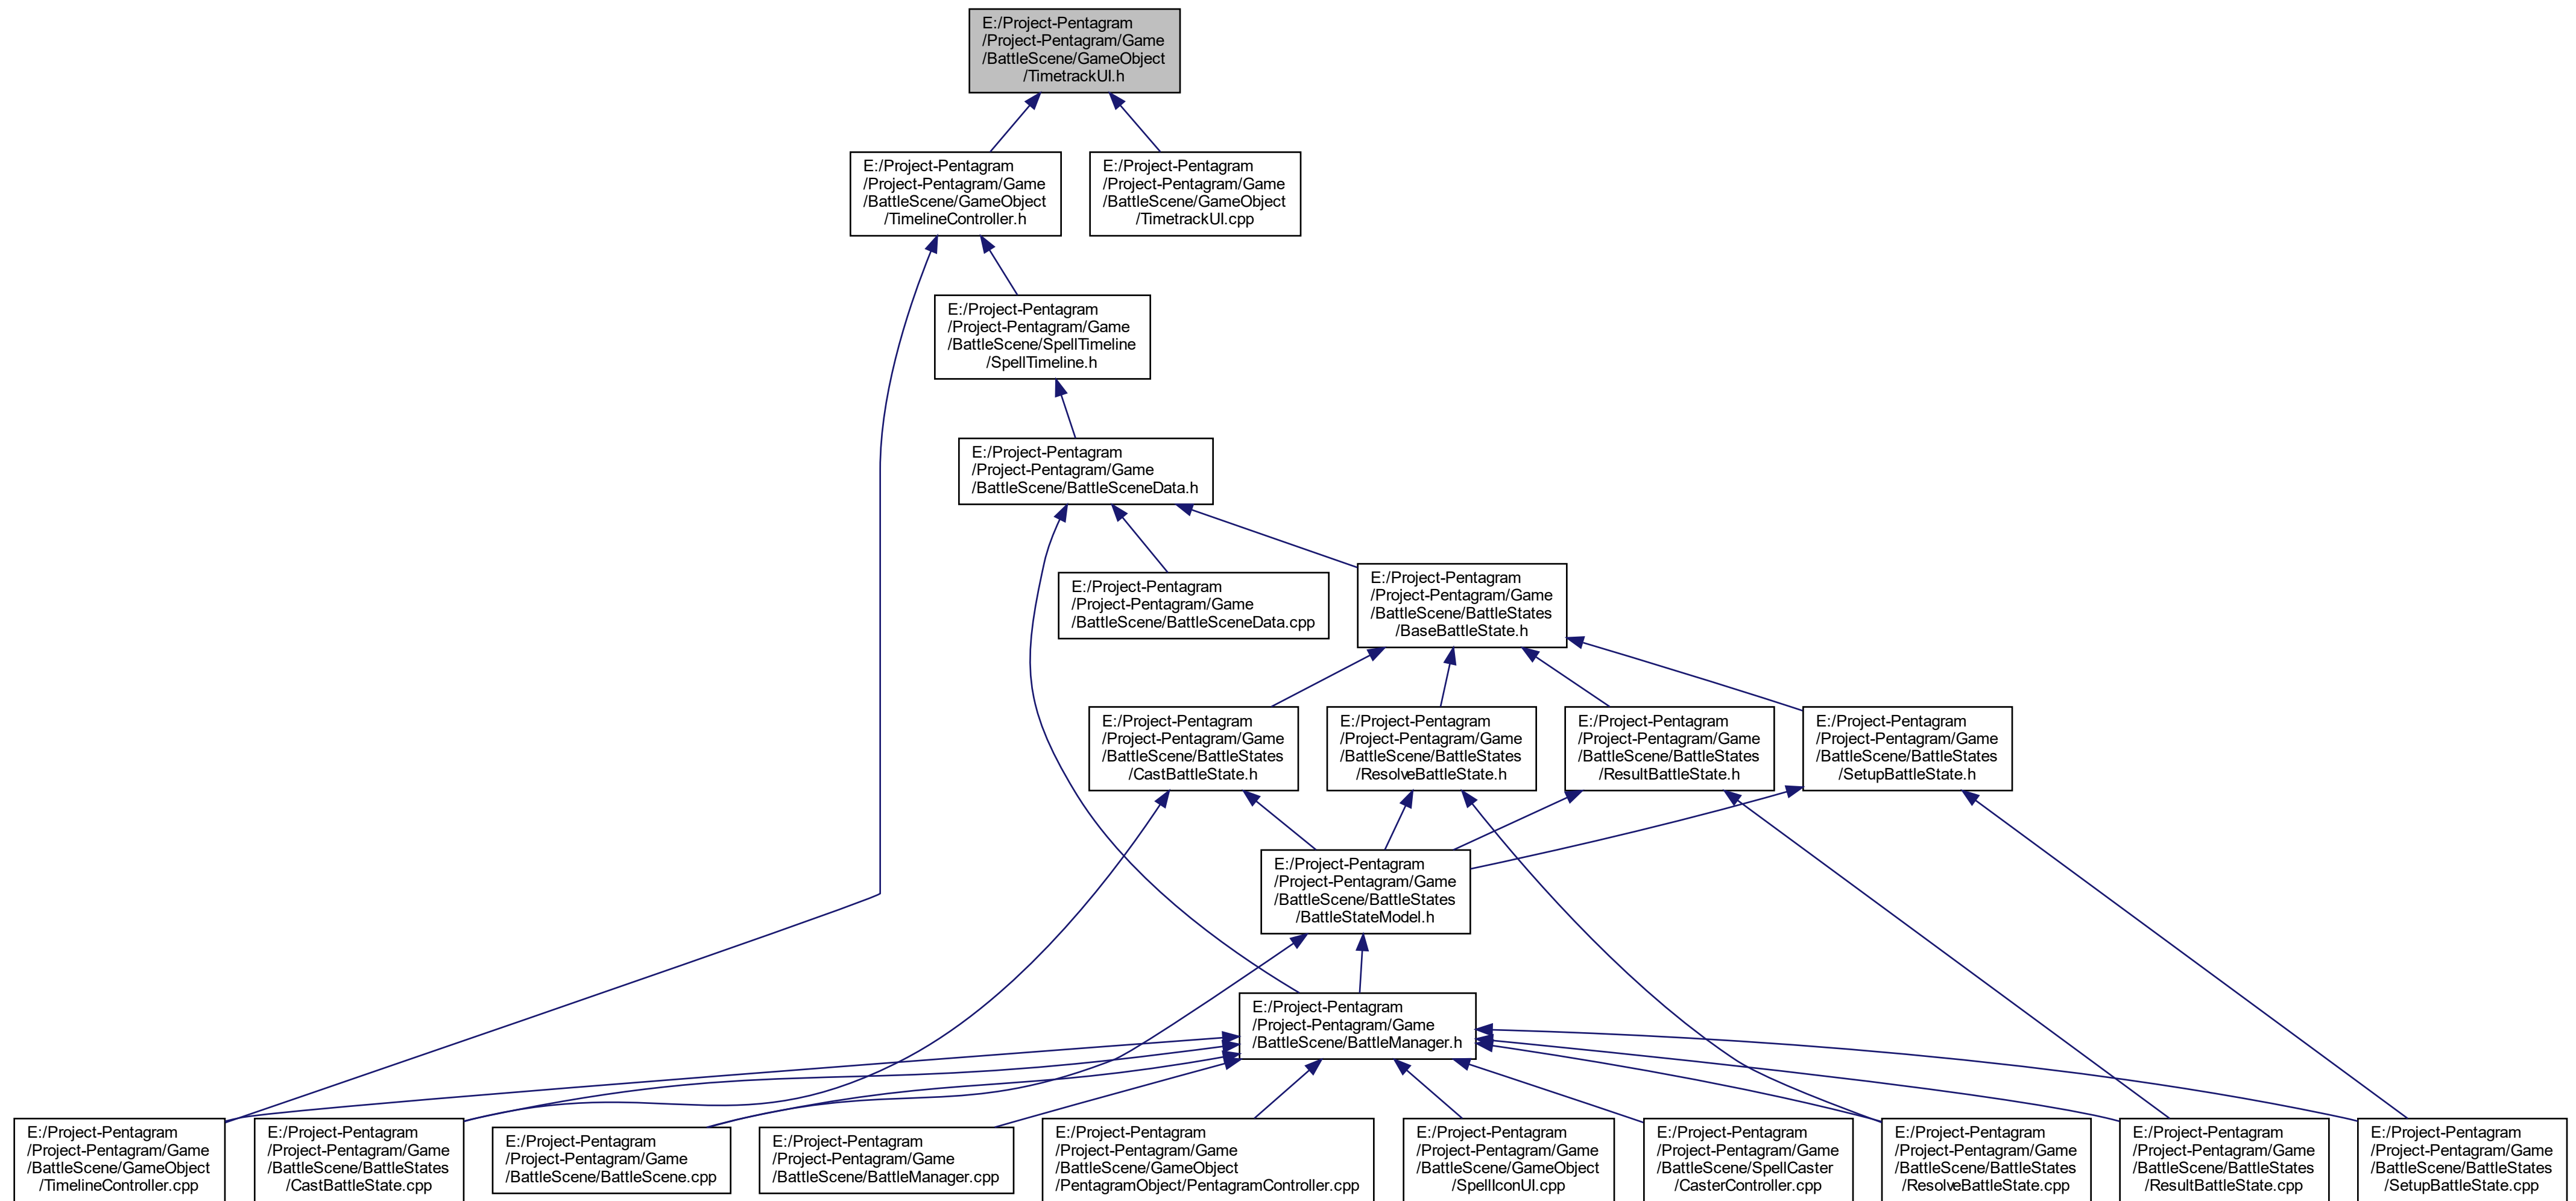 E:/Project-Pentagram
/Project-Pentagram/Game
/BattleScene/GameObject
/TimetrackUI.h
E:/Project-Pentagram
/Project-Pentagram/Game
/BattleScene/GameObject
/TimelineController.h
E:/Project-Pentagram
/Project-Pentagram/Game
/BattleScene/GameObject
/TimetrackUI.cpp
E:/Project-Pentagram
/Project-Pentagram/Game
/BattleScene/SpellTimeline
/SpellTimeline.h
E:/Project-Pentagram
/Project-Pentagram/Game
/BattleScene/BattleSceneData.h
E:/Project-Pentagram
/Project-Pentagram/Game
/BattleScene/BattleSceneData.cpp
E:/Project-Pentagram
/Project-Pentagram/Game
/BattleScene/BattleStates
/BaseBattleState.h
E:/Project-Pentagram
/Project-Pentagram/Game
/BattleScene/BattleStates
/CastBattleState.h
E:/Project-Pentagram
/Project-Pentagram/Game
/BattleScene/BattleStates
/ResolveBattleState.h
E:/Project-Pentagram
/Project-Pentagram/Game
/BattleScene/BattleStates
/ResultBattleState.h
E:/Project-Pentagram
/Project-Pentagram/Game
/BattleScene/BattleStates
/SetupBattleState.h
E:/Project-Pentagram
/Project-Pentagram/Game
/BattleScene/BattleStates
/BattleStateModel.h
E:/Project-Pentagram
/Project-Pentagram/Game
/BattleScene/BattleManager.h
E:/Project-Pentagram
/Project-Pentagram/Game
/BattleScene/GameObject
/TimelineController.cpp
E:/Project-Pentagram
/Project-Pentagram/Game
/BattleScene/BattleStates
/CastBattleState.cpp
E:/Project-Pentagram
/Project-Pentagram/Game
/BattleScene/BattleScene.cpp
E:/Project-Pentagram
/Project-Pentagram/Game
/BattleScene/BattleManager.cpp
E:/Project-Pentagram
/Project-Pentagram/Game
/BattleScene/GameObject
/PentagramObject/PentagramController.cpp
E:/Project-Pentagram
/Project-Pentagram/Game
/BattleScene/GameObject
/SpellIconUI.cpp
E:/Project-Pentagram
/Project-Pentagram/Game
/BattleScene/SpellCaster
/CasterController.cpp
E:/Project-Pentagram
/Project-Pentagram/Game
/BattleScene/BattleStates
/ResolveBattleState.cpp
E:/Project-Pentagram
/Project-Pentagram/Game
/BattleScene/BattleStates
/ResultBattleState.cpp
E:/Project-Pentagram
/Project-Pentagram/Game
/BattleScene/BattleStates
/SetupBattleState.cpp